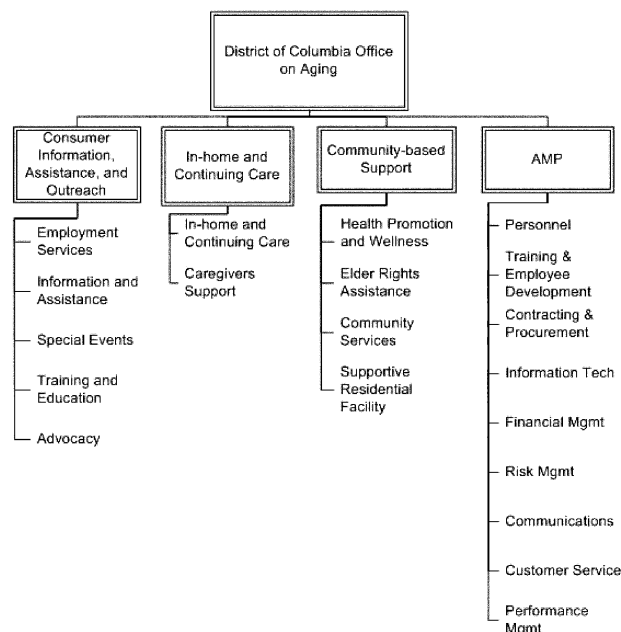 District of Columbia Office
on Aging
Consumer
Information,
Assistance, and
Outreach
In-home and
Continuing Care
Community-based
Support
AMP
Employment
Services
Information and
Assistance
Special Events
Training and
Education
Advocacy
In-home and
Continuing Care
Caregivers
Support
Health Promotion
and Wellness
Elder Rights
Assistance
Community
Services
Supportive
Residential
Facility
Personnel
Training &
Employee
Development
Contracting &
Procurement
Information Tech
Financial Mgmt
Risk Mgmt
Communications
Customer Service
Performance
Mgmt